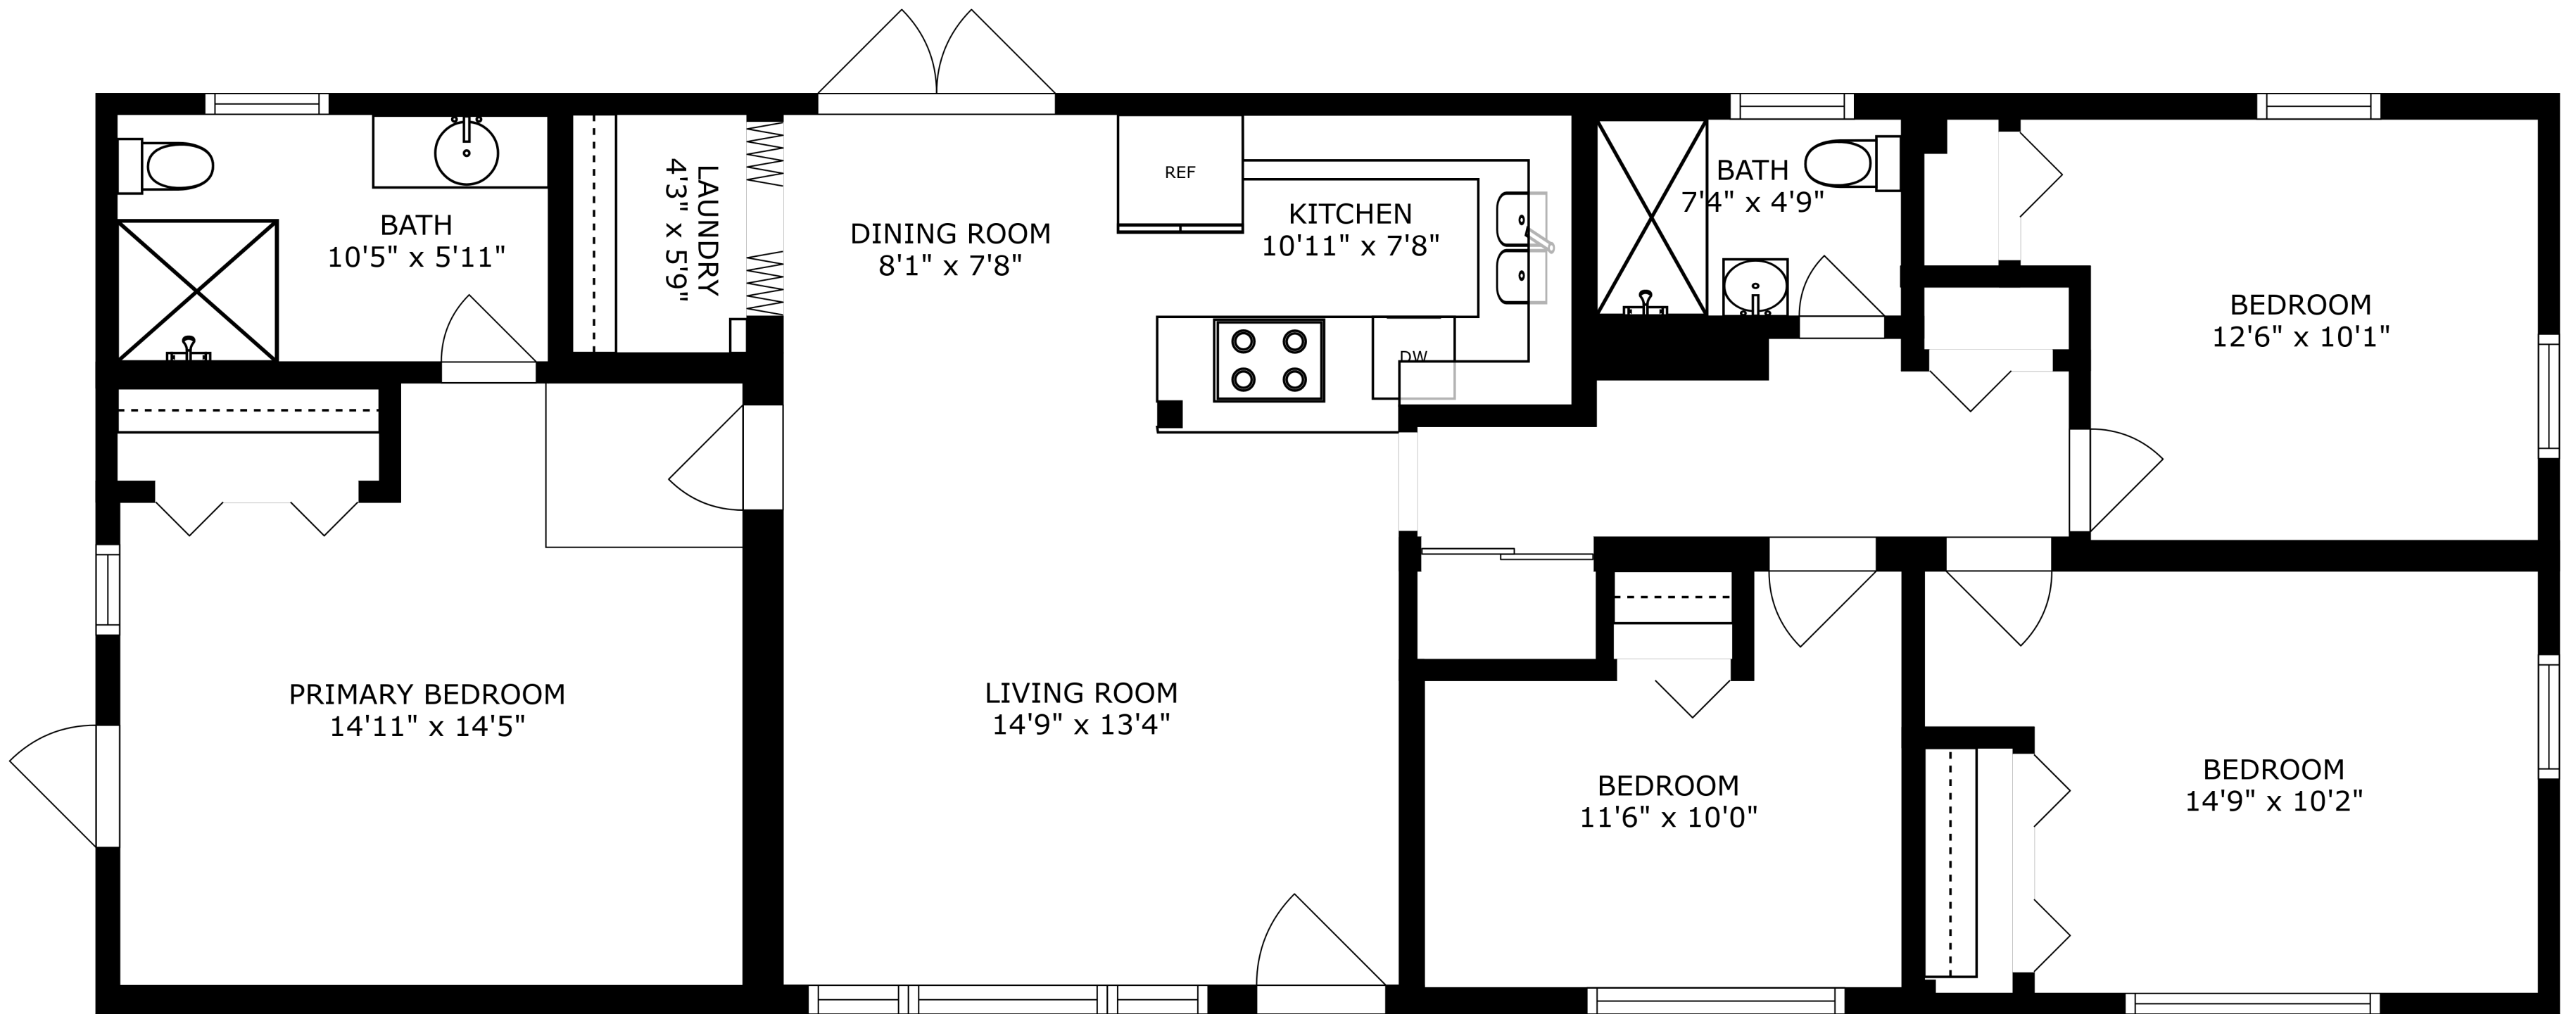 BATH
10'5" x 5'11"
LAUNDRY
4'3" x 5'9"
DINING ROOM
8'1" x 7'8"
REF
KITCHEN
10'11" x 7'8"
DW
BATH
7'4" x 4'9"
BEDROOM
12'6" x 10'1"
PRIMARY BEDROOM
14'11" x 14'5"
LIVING ROOM
14'9" x 13'4"
BEDROOM
11'6" x 10'0"
BEDROOM
14'9" x 10'2"